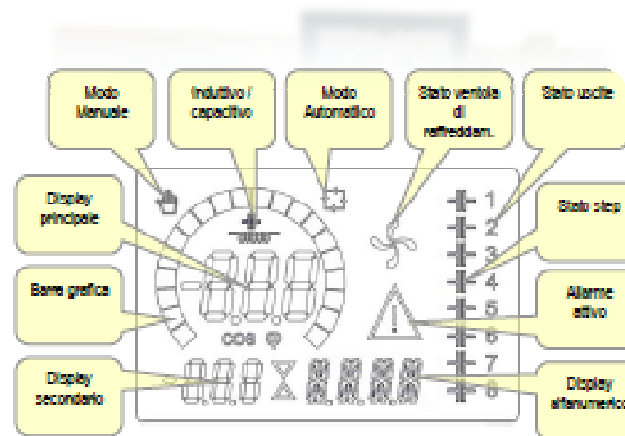 Modo
Manuale
Induttivo /
capacitivo
Modo
Automatico
Stato ventola
di
raffreddam.
Stato uscite
Display
principale
Barra grafica
Display
secondario
Stato step
Allarme
attivo
Display
alfanumerico
COS φ
1
2
3
4
5
6
7
8